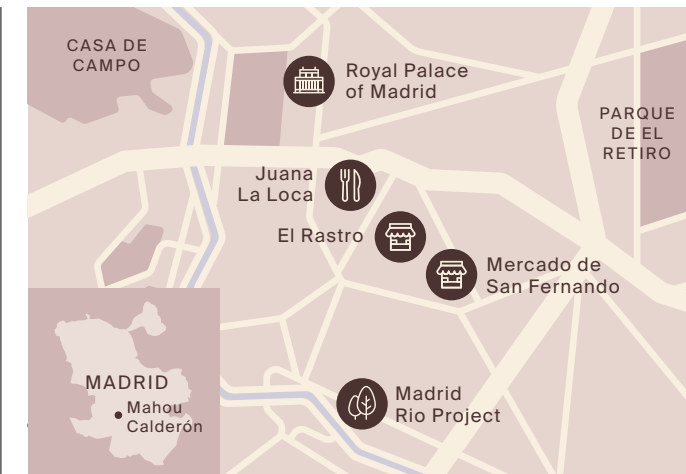 CASA DE
CAMPO
Royal Palace
of Madrid
PARQUE
DE EL
RETIRO
Juana
La Loca
El Rastro
Mercado de
San Fernando
MADRID
Mahou
Calderón
Madrid
Rio Project